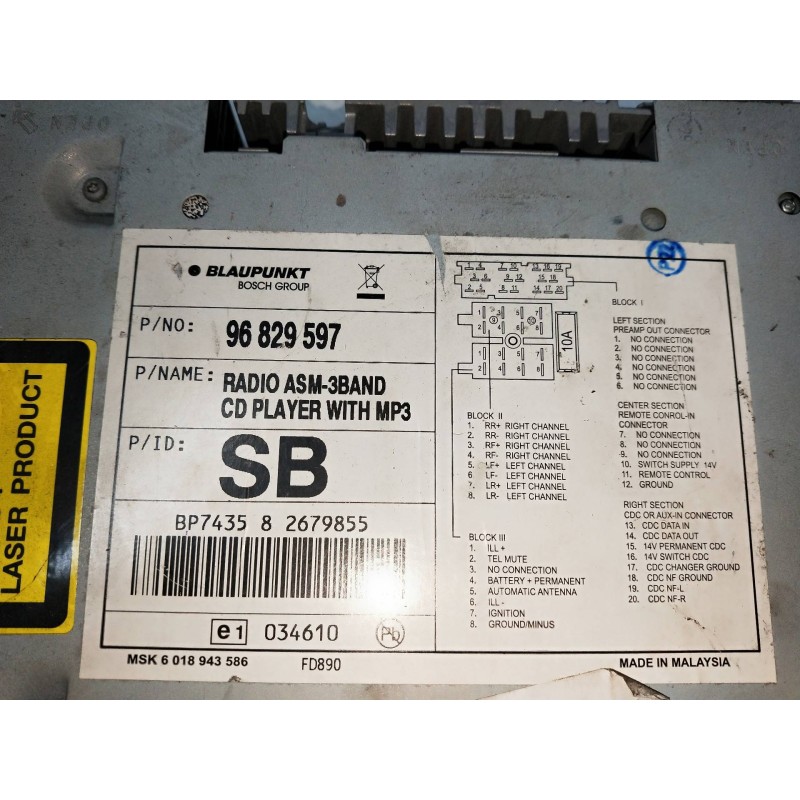 BLAUPUNKT
BOSCH GROUP
P/NO: 96 829 597
P/NAME: RADIO ASM-3BAND
CD PLAYER WITH MP3
P/ID: SB
BP7435 8 2679855
e1 034610 Pb
MSK 6 018 943 586 FD890 MADE IN MALAYSIA
LASER PRODUCT
10A
BLOCK I
LEFT SECTION
PREAMP OUT CONNECTOR
1. NO CONNECTION
2. NO CONNECTION
3. NO CONNECTION
4. NO CONNECTION
5. NO CONNECTION
6. NO CONNECTION
CENTER SECTION
REMOTE CONTROL-IN
CONNECTOR
7. NO CONNECTION
8. NO CONNECTION
9. NO CONNECTION
10. SWITCH SUPPLY 14V
11. REMOTE CONTROL
12. GROUND
RIGHT SECTION
CDC OR AUX-IN CONNECTOR
13. CDC DATA IN
14. CDC DATA OUT
15. 14V PERMANENT CDC
16. 14V SWITCH CDC
17. CDC CHANGER GROUND
18. CDC NF GROUND
19. CDC NF-L
20. CDC NF-R
BLOCK II
1. RR+ RIGHT CHANNEL
2. RR- RIGHT CHANNEL
3. RF+ RIGHT CHANNEL
4. RF- RIGHT CHANNEL
5. LF+ LEFT CHANNEL
6. LF- LEFT CHANNEL
7. LR+ LEFT CHANNEL
8. LR- LEFT CHANNEL
BLOCK III
1. ILL +
2. TEL MUTE
3. NO CONNECTION
4. BATTERY + PERMANENT
5. AUTOMATIC ANTENNA
6. ILL-
7. IGNITION
8. GROUND/MINUS